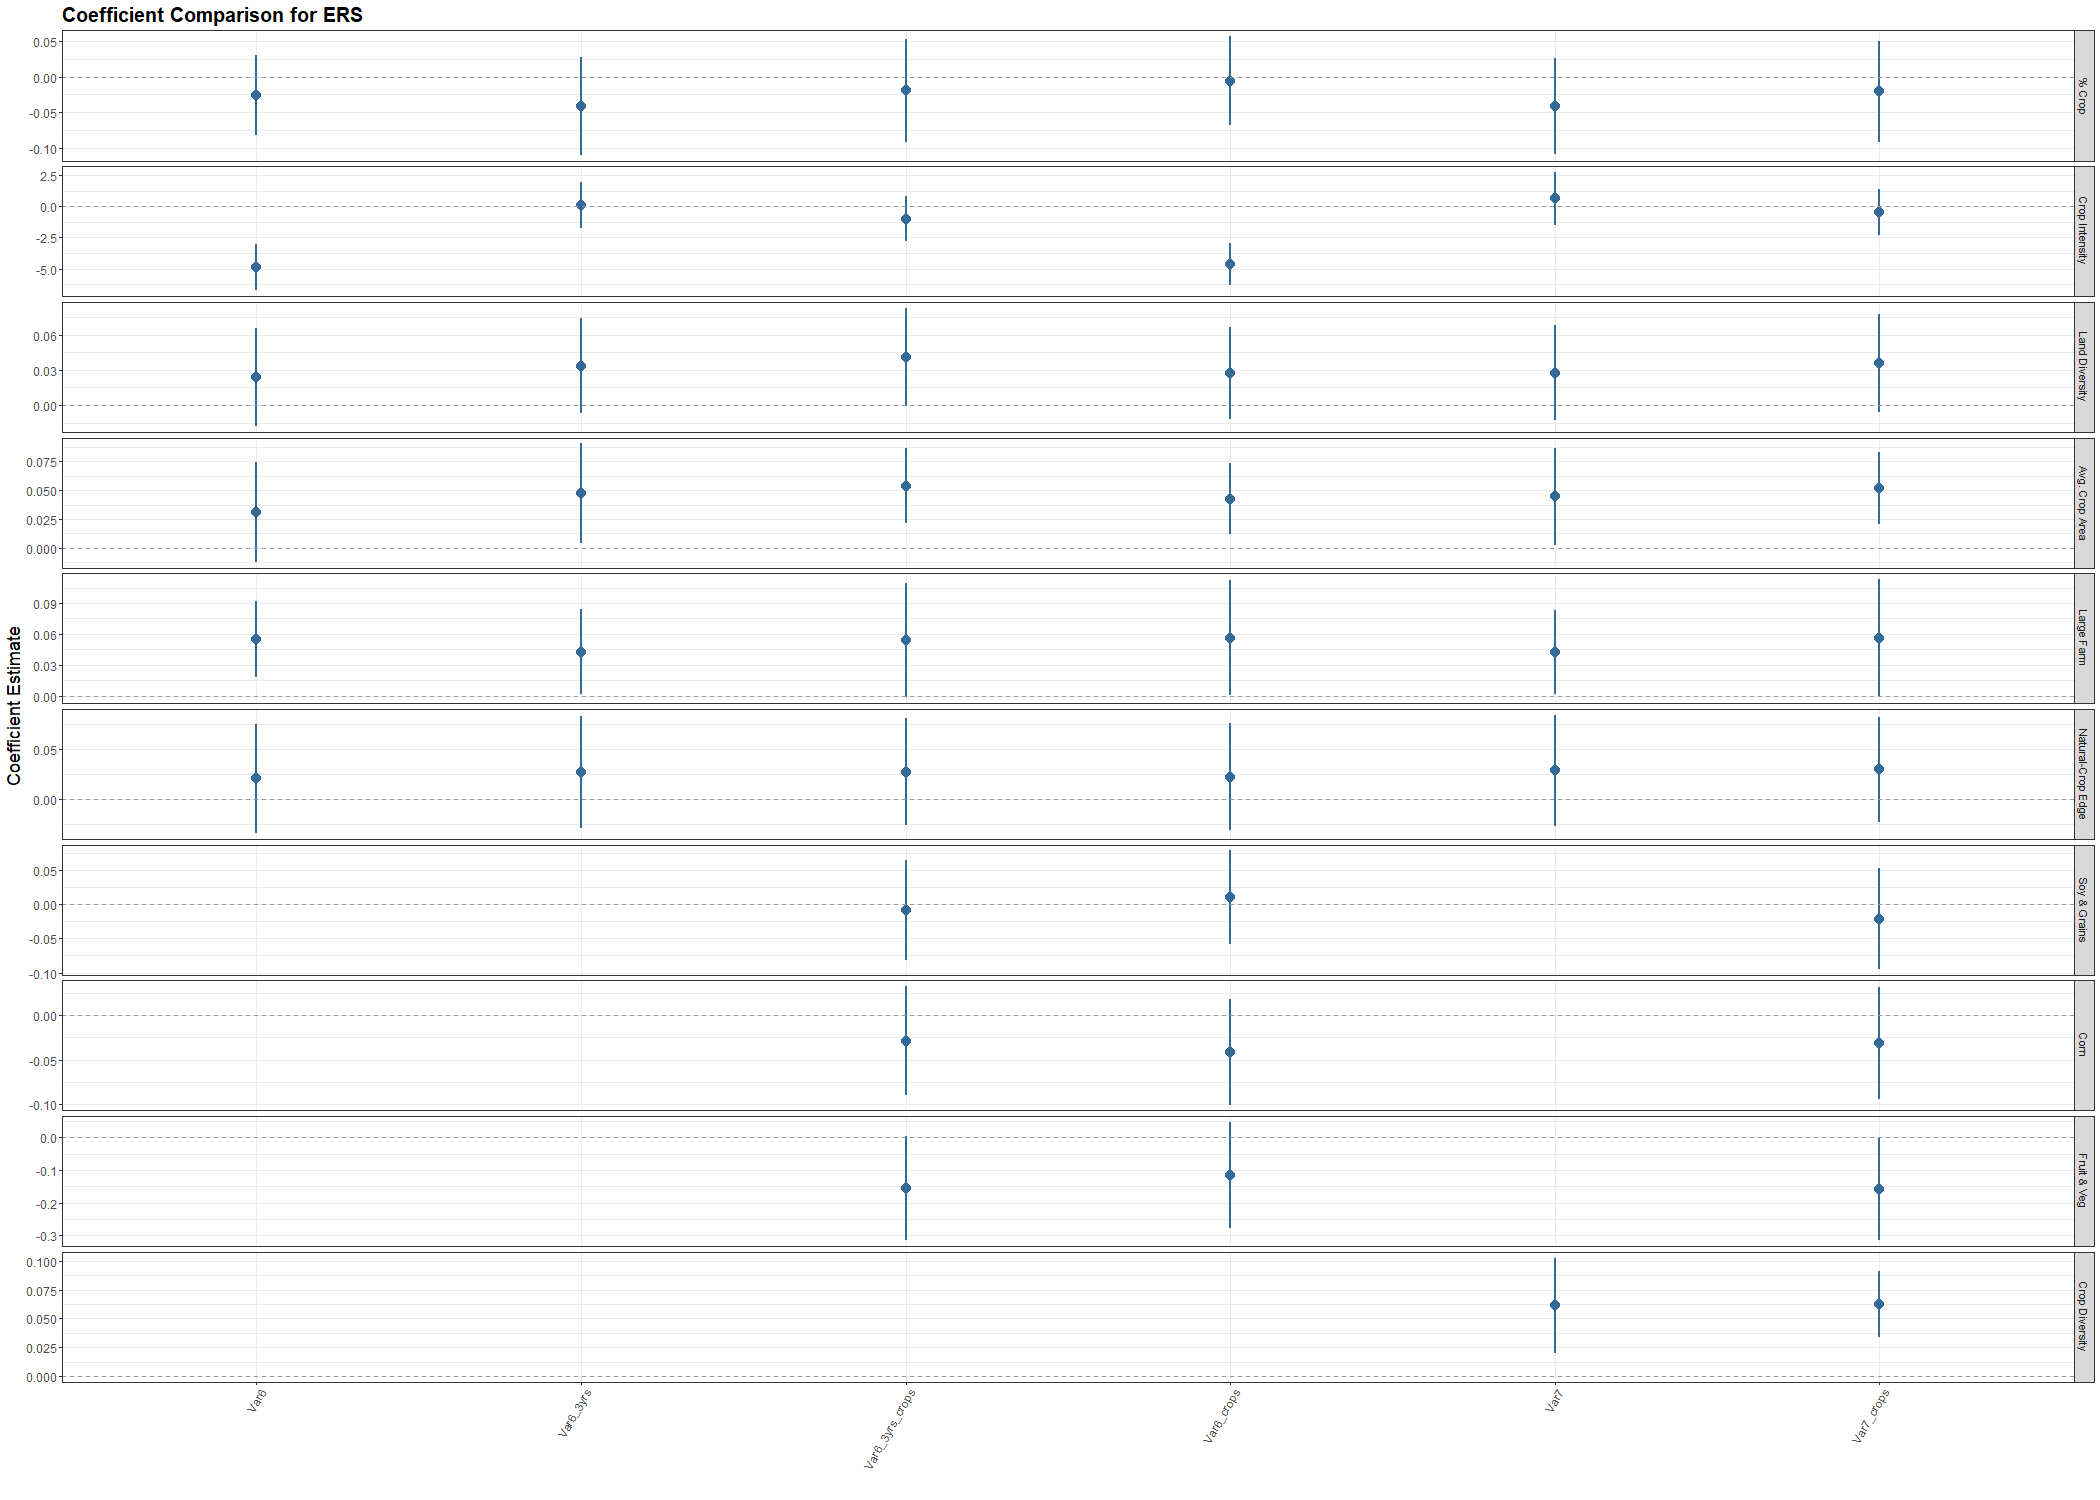 Coefficient Comparison for ERS
Coefficient Estimate
0.05
0.00
-0.05
-0.10
% Crop
2.5
0.0
-2.5
-5.0
Crop Intensity
0.06
0.03
0.00
Land Diversity
0.075
0.050
0.025
0.000
Avg. Crop Area
0.09
0.06
0.03
0.00
Large Farm
0.05
0.00
Natural-Crop Edge
0.05
0.00
-0.05
-0.10
Soy & Grains
0.00
-0.05
-0.10
Corn
0.0
-0.1
-0.2
-0.3
Fruit & Veg
0.100
0.075
0.050
0.025
0.000
Crop Diversity
Var6
Var6_3yrs
Var6_3yrs_crops
Var6_crops
Var7
Var7_crops